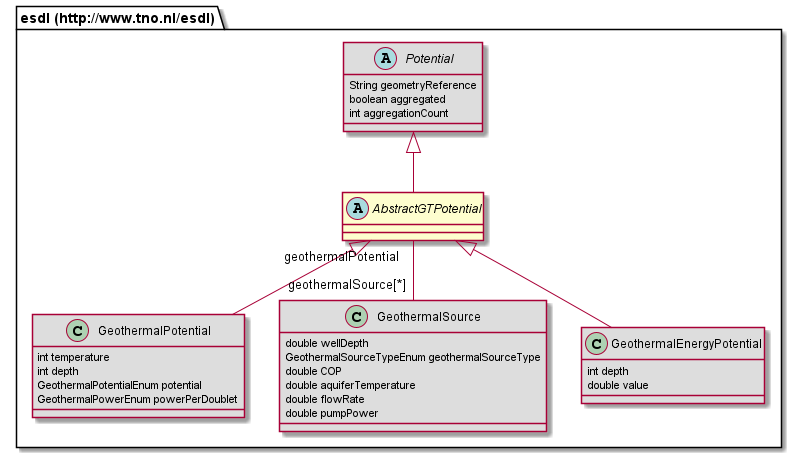 esdl (http://www.tno.nl/esdl)
A Potential
String geometryReference
boolean aggregated
int aggregationCount
A AbstractGTPotential
geothermalPotential
geothermalSource[*]
C GeothermalPotential
int temperature
int depth
GeothermalPotentialEnum potential
GeothermalPowerEnum powerPerDoublet
C GeothermalSource
double wellDepth
GeothermalSourceTypeEnum geothermalSourceType
double COP
double aquiferTemperature
double flowRate
double pumpPower
C GeothermalEnergyPotential
int depth
double value